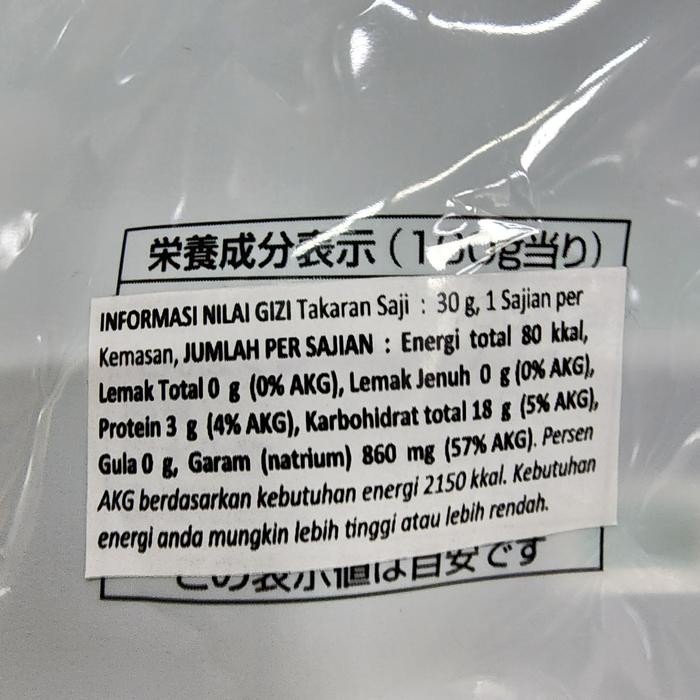 栄養成分表示(100g当り)
INFORMASI NILAI GIZI Takaran Saji : 30 g, 1 Sajian per
Kemasan, JUMLAH PER SAJIAN : Energi total 80 kkal,
Lemak Total 0 g (0% AKG), Lemak Jenuh 0 g (0% AKG),
Protein 3 g (4% AKG), Karbohidrat total 18 g (5% AKG),
Gula 0 g, Garam (natrium) 860 mg (57% AKG). Persen
AKG berdasarkan kebutuhan energi 2150 kkal. Kebutuhan
energi anda mungkin lebih tinggi atau lebih rendah.
この表示値は目安です